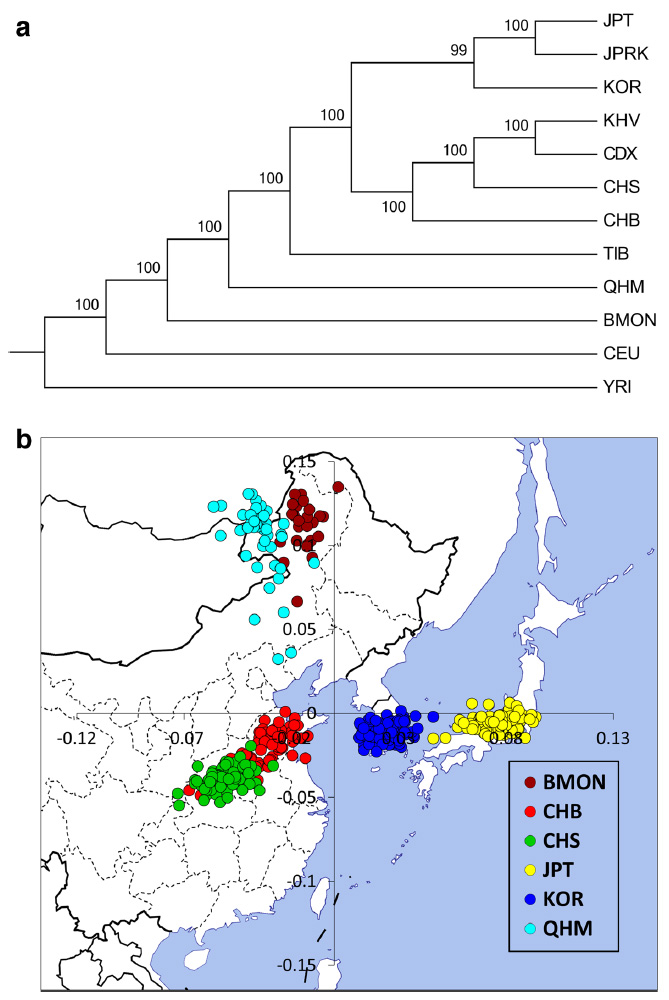 a
JPT
100
JPRK
99
KOR
100
KHV
100
CDX
100
CHS
100
CHB
100
TIB
100
QHM
100
BMON
100
CEU
YRI
b
0.15
0.1
0.05
0
-0.12
-0.07
-0.02
0.03
0.08
0.13
-0.05
-0.1
-0.15
BMON
CHB
CHS
JPT
KOR
QHM